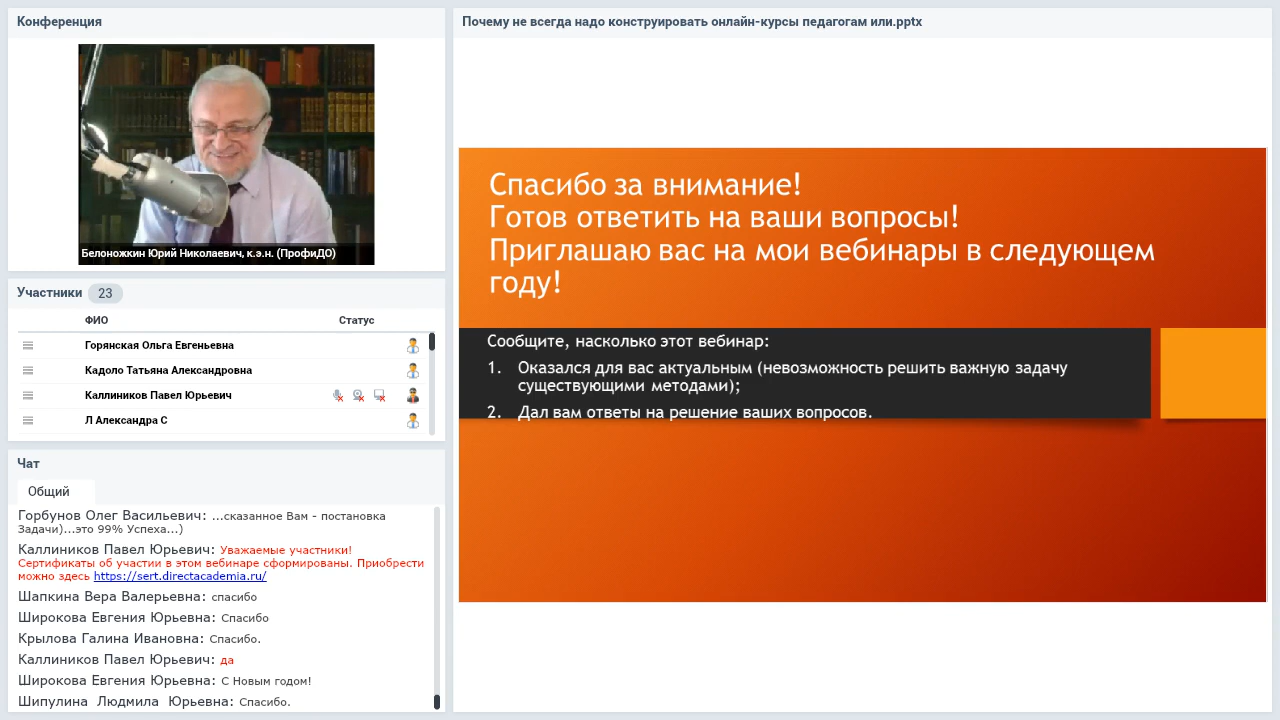 Конференция
Белоножкин Юрий Николаевич, к.э.н. (ПрофиДО)
Участники 23
ФИО Статус
Горянская Ольга Евгеньевна
Кадоло Татьяна Александровна
Каллиников Павел Юрьевич
Л Александра С
Чат
Общий
Горбунов Олег Васильевич: ...сказанное Вам - постановка
Задачи)...это 99% Успеха...)
Каллиников Павел Юрьевич: Уважаемые участники!
Сертификаты об участии в этом вебинаре сформированы. Приобрести
можно здесь https://sert.directacademia.ru/
Шапкина Вера Валерьевна: спасибо
Широкова Евгения Юрьевна: Спасибо
Крылова Галина Ивановна: Спасибо.
Каллиников Павел Юрьевич: да
Широкова Евгения Юрьевна: С Новым годом!
Шипулина Людмила Юрьевна: Спасибо.
Почему не всегда надо конструировать онлайн-курсы педагогам или.pptx
Спасибо за внимание!
Готов ответить на ваши вопросы!
Приглашаю вас на мои вебинары в следующем
году!
Сообщите, насколько этот вебинар:
1. Оказался для вас актуальным (невозможность решить важную задачу
существующими методами);
2. Дал вам ответы на решение ваших вопросов.